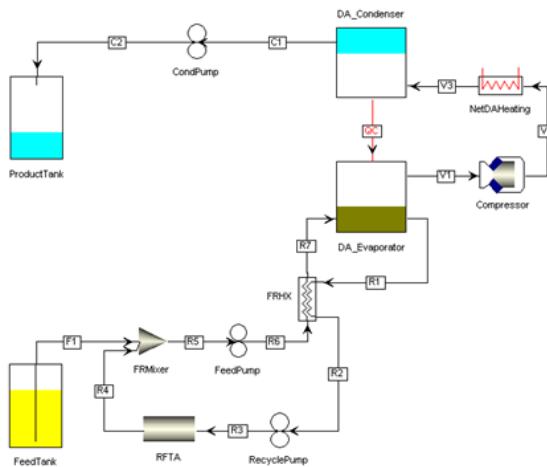 DA_Condenser
C2
C1
CondPump
V3
NetDAHeating
QIC
ProductTank
V1
Compressor
DA_Evaporator
R7
R1
FRHX
F1
R5
R6
FRMixer
FeedPump
R4
R2
R3
FeedTank
RFTA
RecyclePump